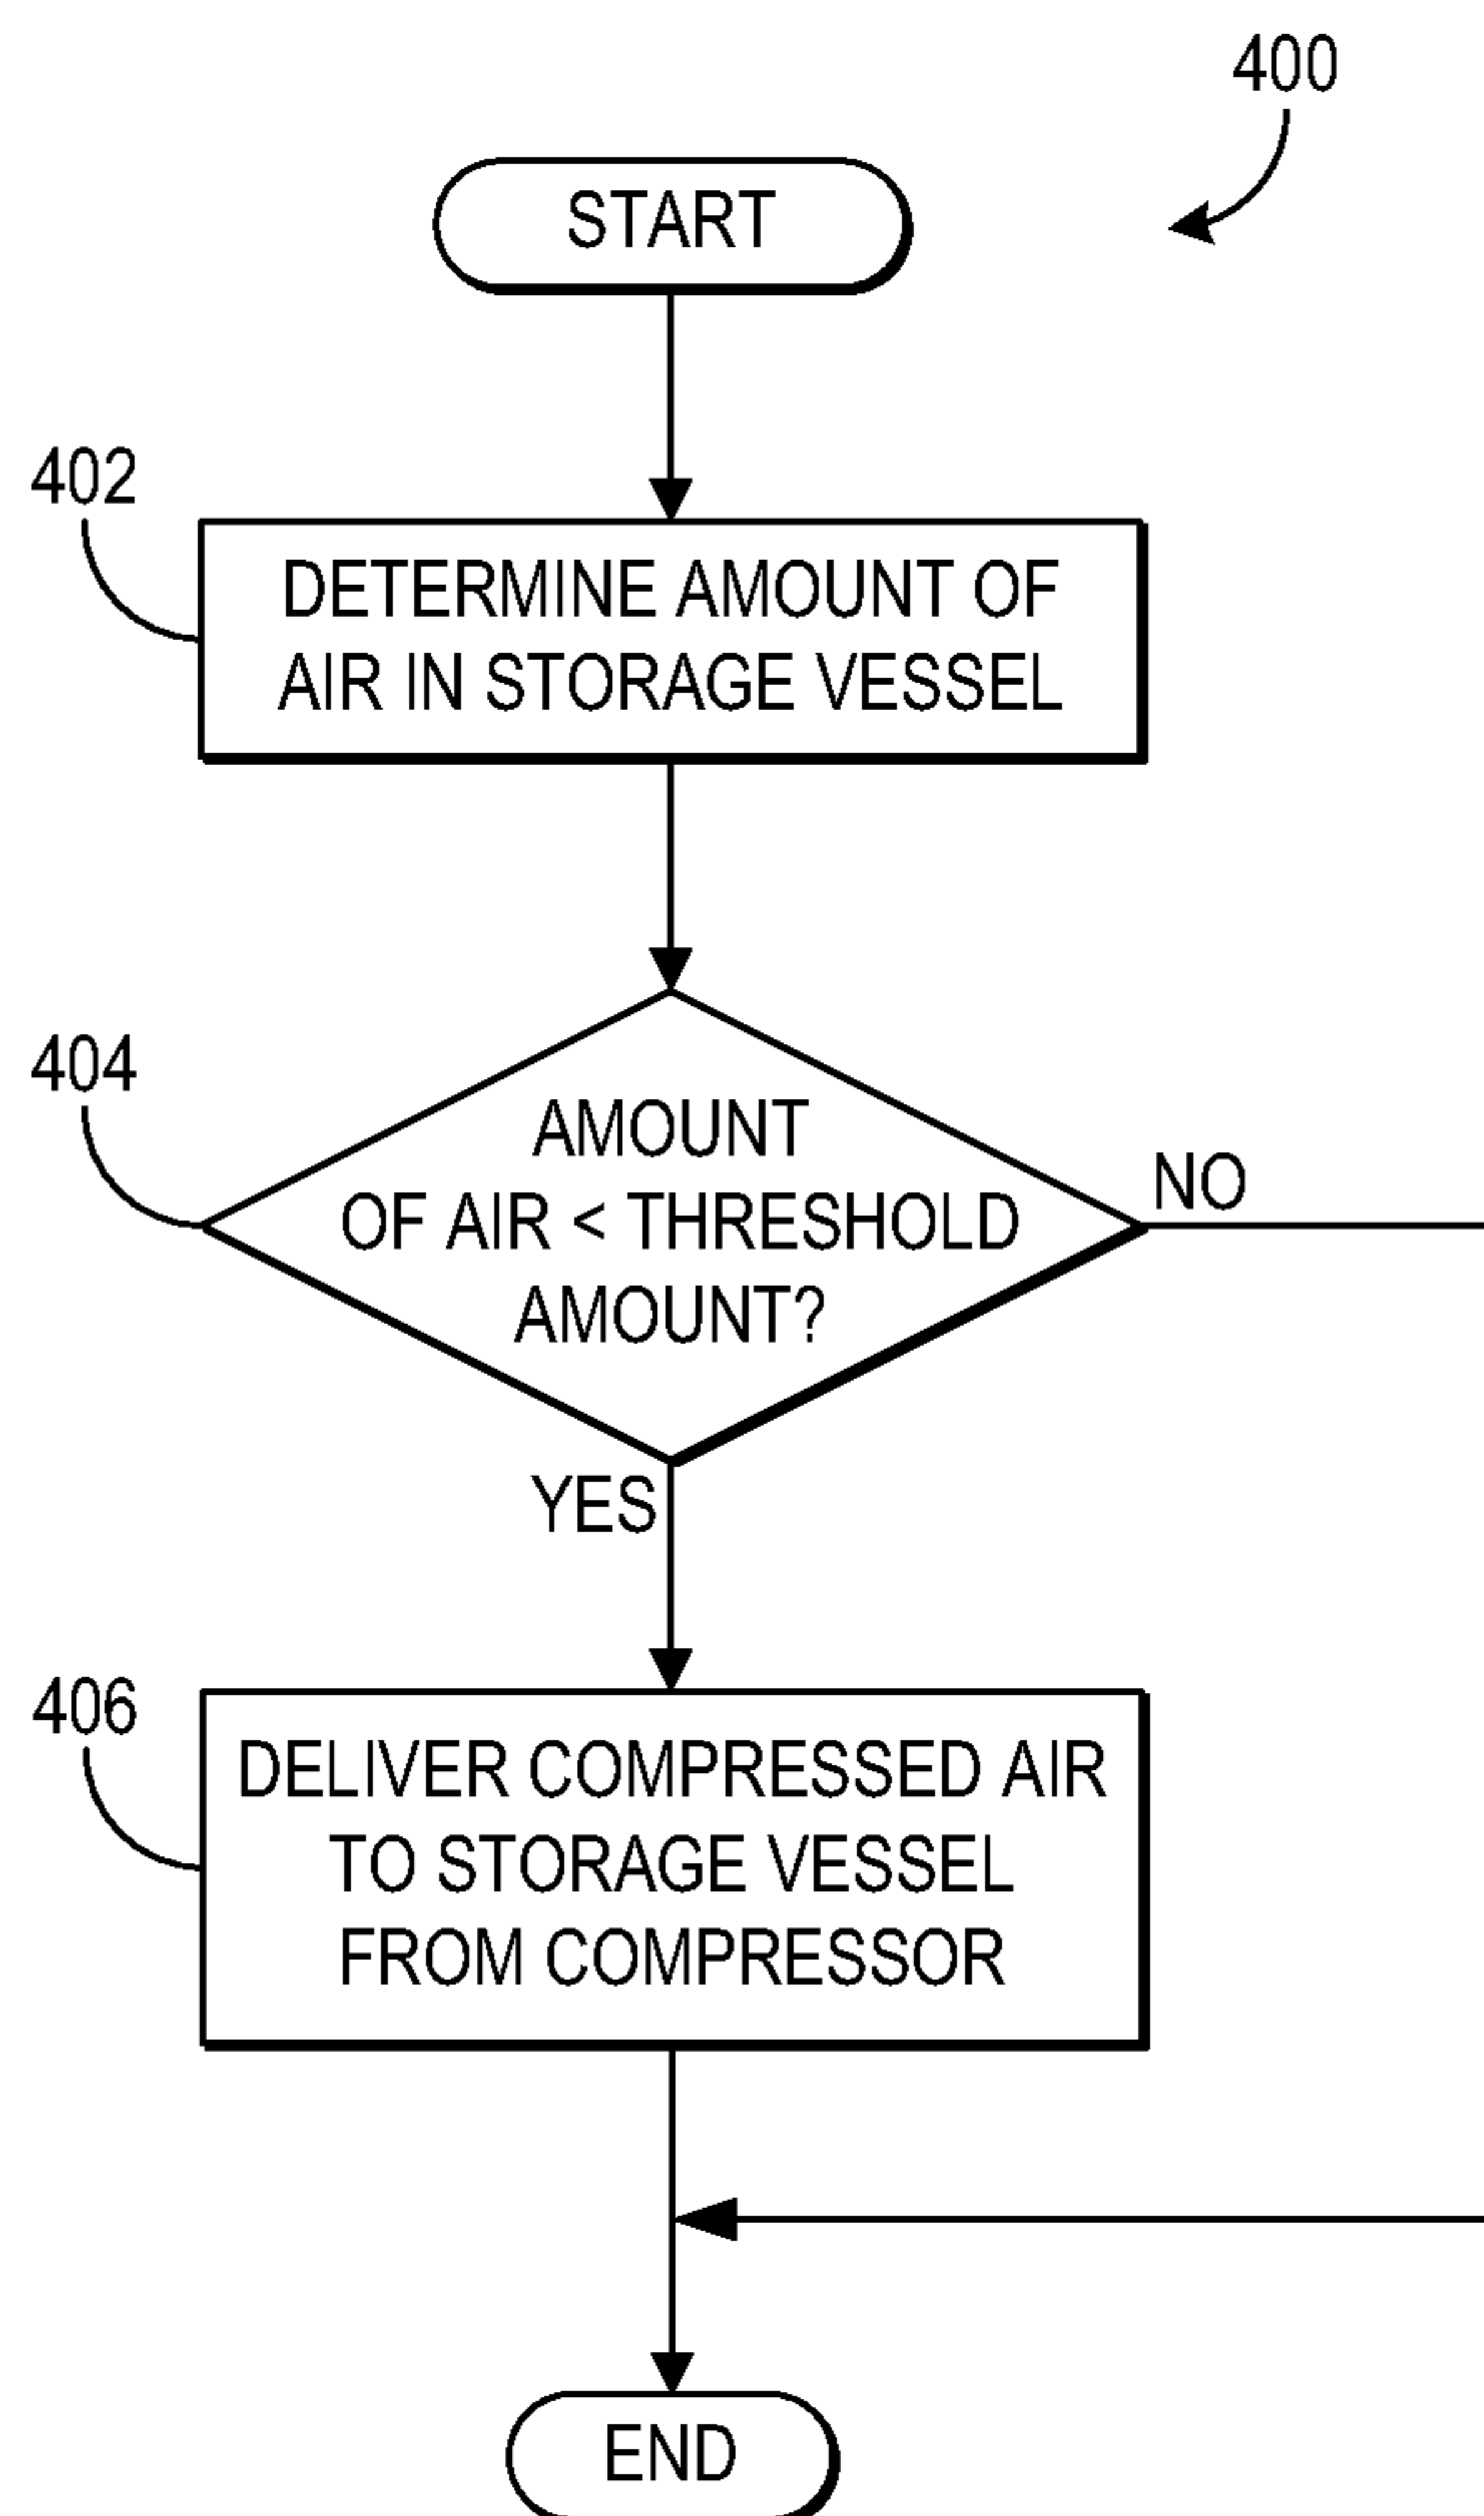 400
START
402
DETERMINE AMOUNT OF
AIR IN STORAGE VESSEL
404
AMOUNT
OF AIR < THRESHOLD
AMOUNT?
NO
YES
406
DELIVER COMPRESSED AIR
TO STORAGE VESSEL
FROM COMPRESSOR
END